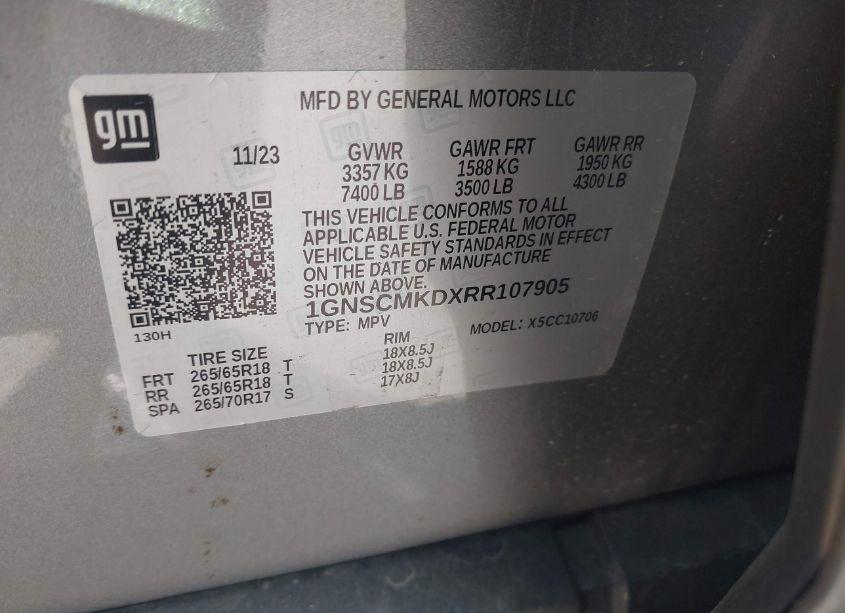 gm
MFD BY GENERAL MOTORS LLC
11/23 GVWR GAWR FRT GAWR RR
3357 KG 1588 KG 1950 KG
7400 LB 3500 LB 4300 LB
THIS VEHICLE CONFORMS TO ALL
APPLICABLE U.S. FEDERAL MOTOR
VEHICLE SAFETY STANDARDS IN EFFECT
ON THE DATE OF MANUFACTURE
SHOWN ABOVE.
1GNSCMKDXRR107905
130H
TYPE: MPV MODEL: X5CC10706
TIRE SIZE RIM
FRT 265/65R18 T 18X8.5J
RR 265/65R18 T 18X8.5J
SPA 265/70R17 S 17X8J